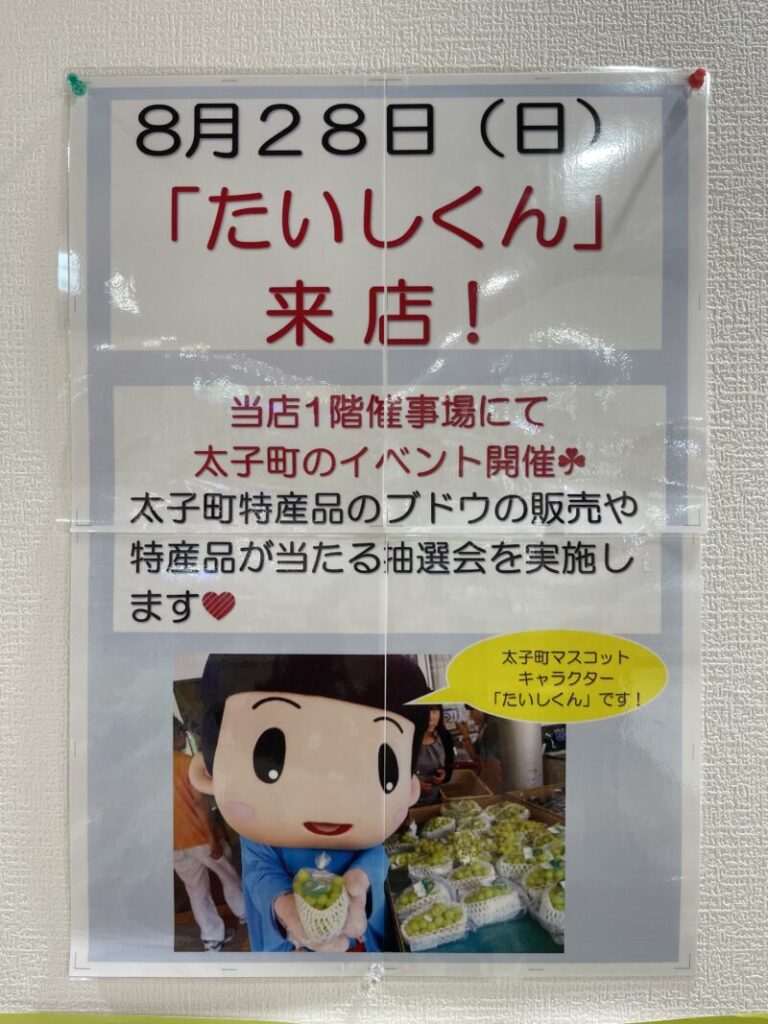 ８月２８日（日）
「たいしくん」
来店！
当店1階催事場にて
太子町のイベント開催☘
太子町特産品のブドウの販売や
特産品が当たる抽選会を実施し
ます❤
太子町マスコット
キャラクター
「たいしくん」です！